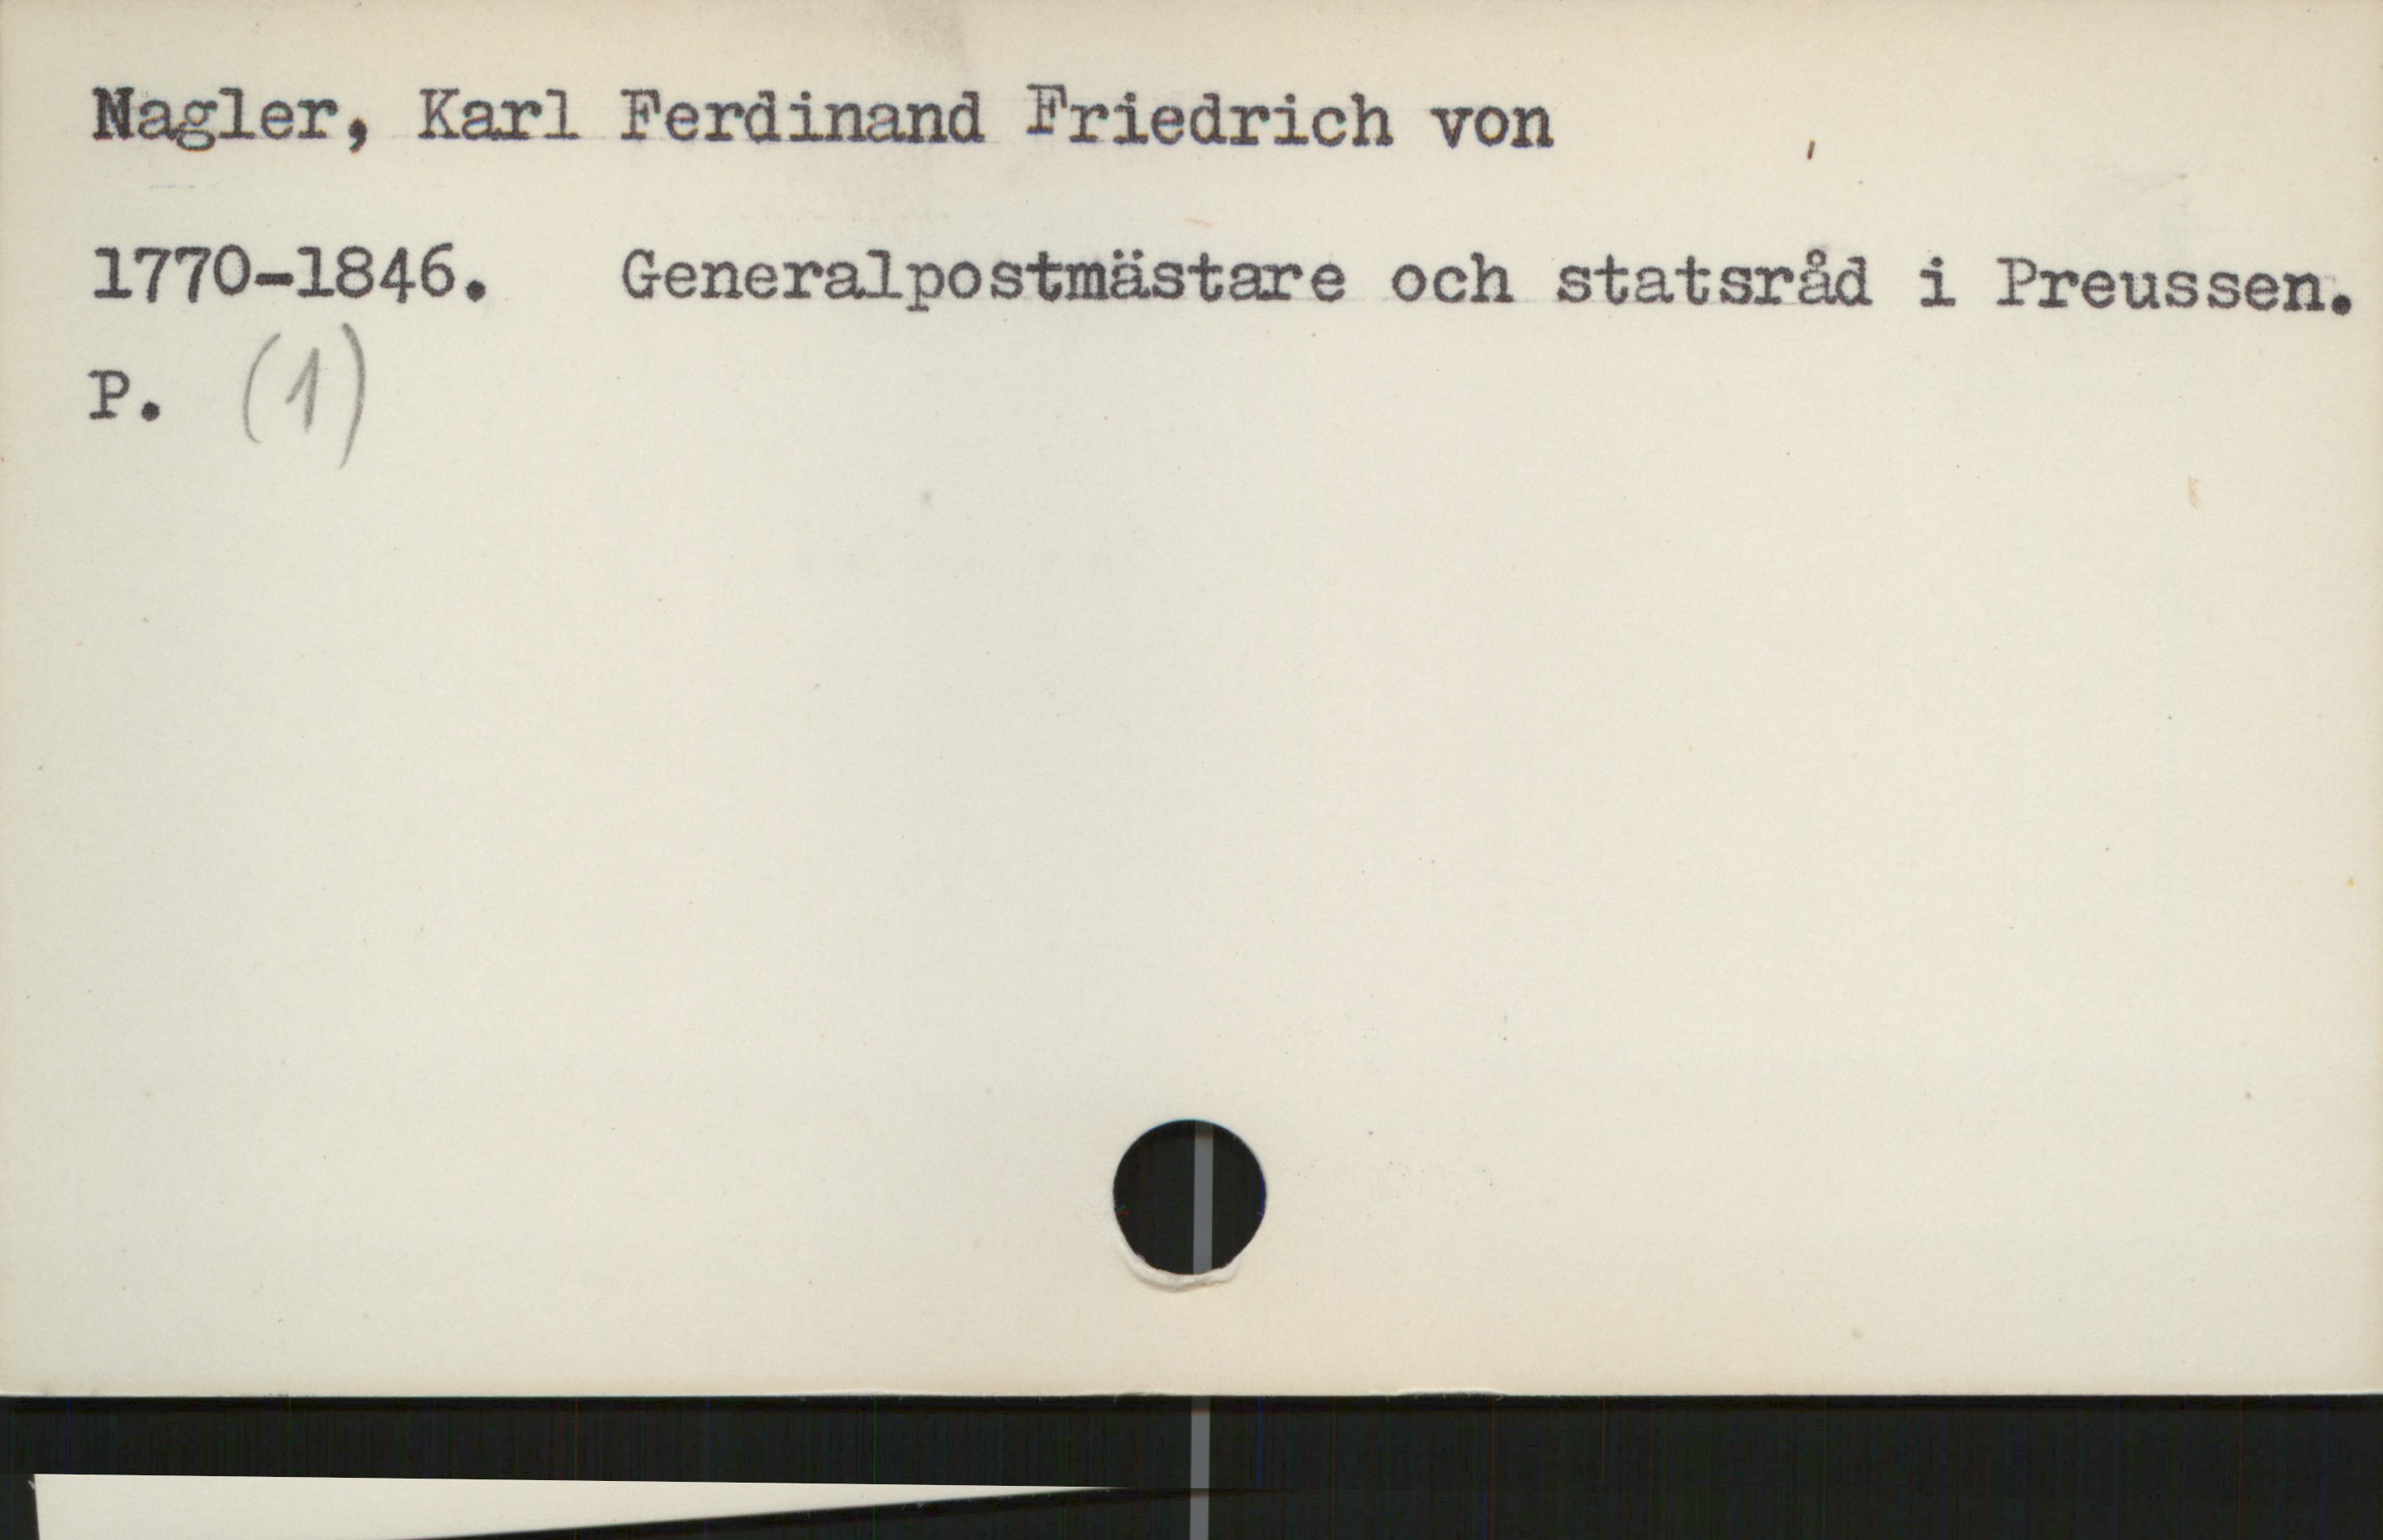 Nagler, Karl Ferdinand Friedrich von
1770-1846. Generalpostmästare och statsråd i Preussen.
P. (1)